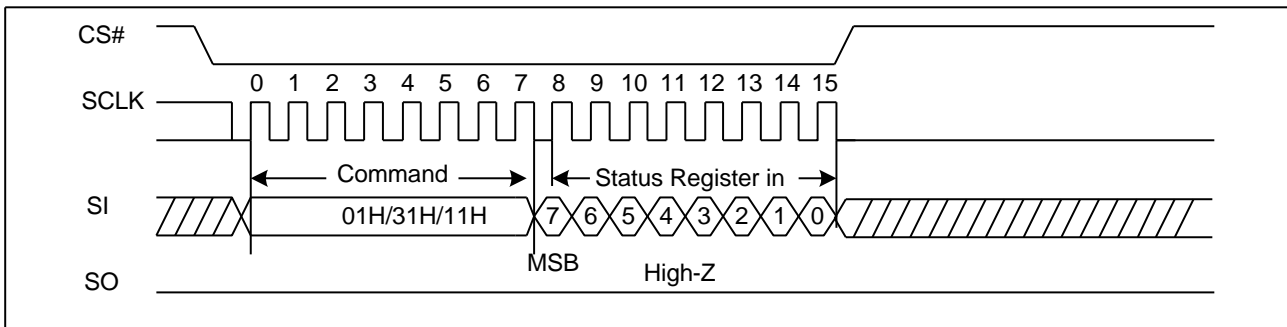 CS#
0 1 2 3 4 5 6 7 8 9 10 11 12 13 14 15
SCLK
Command Status Register in
SI 01H/31H/11H 7 6 5 4 3 2 1 0
MSB High-Z
SO